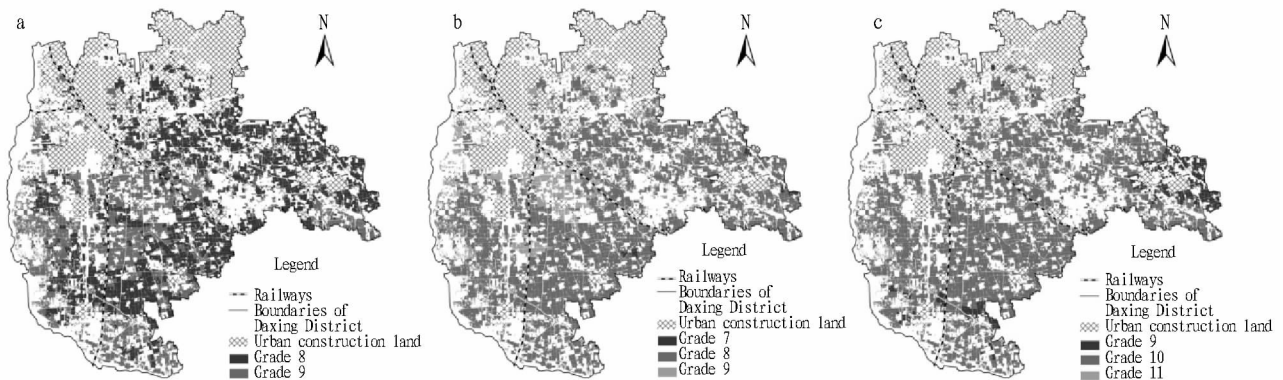 a
N
Legend
Railways
Boundaries of
Daxing District
Urban construction land
Grade 8
Grade 9
b
N
Legend
Railways
Boundaries of
Daxing District
Urban construction land
Grade 7
Grade 8
Grade 9
c
N
Legend
Railways
Boundaries of
Daxing District
Urban construction land
Grade 9
Grade 10
Grade 11